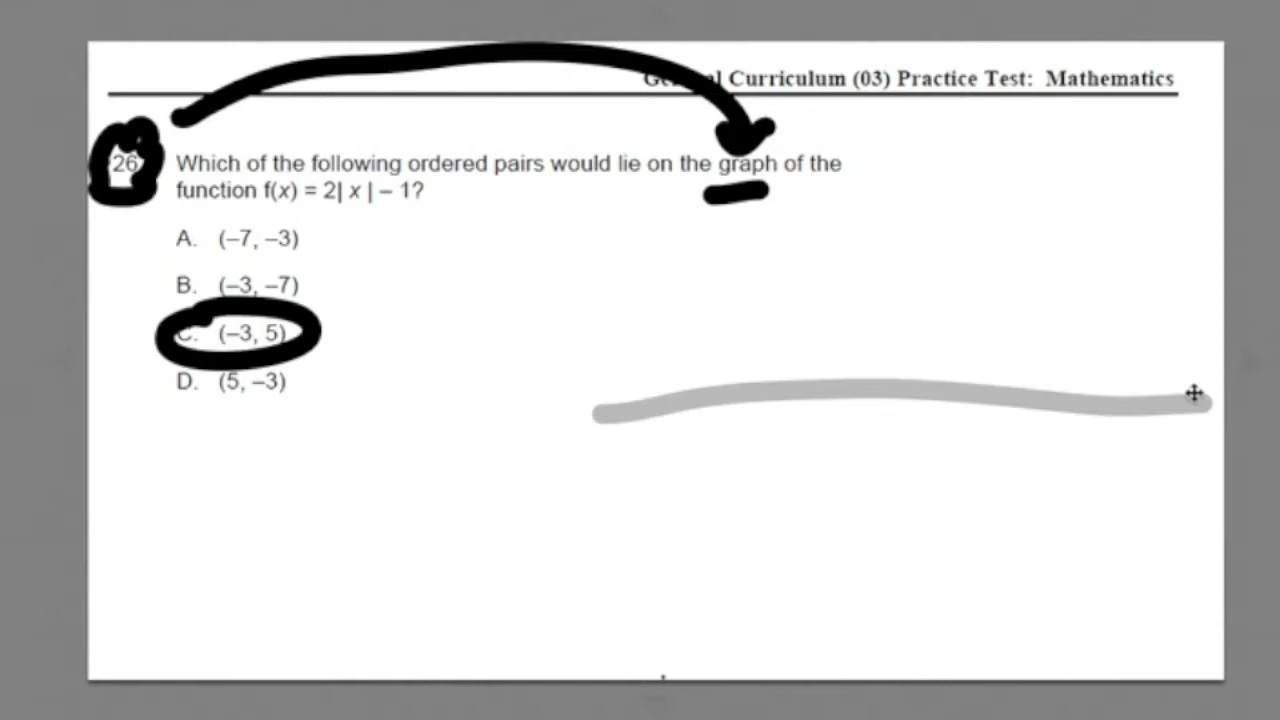 General Curriculum (03) Practice Test: Mathematics
26 Which of the following ordered pairs would lie on the graph of the
function f(x) = 2| x | – 1?
A. (–7, –3)
B. (–3, –7)
C. (–3, 5)
D. (5, –3)